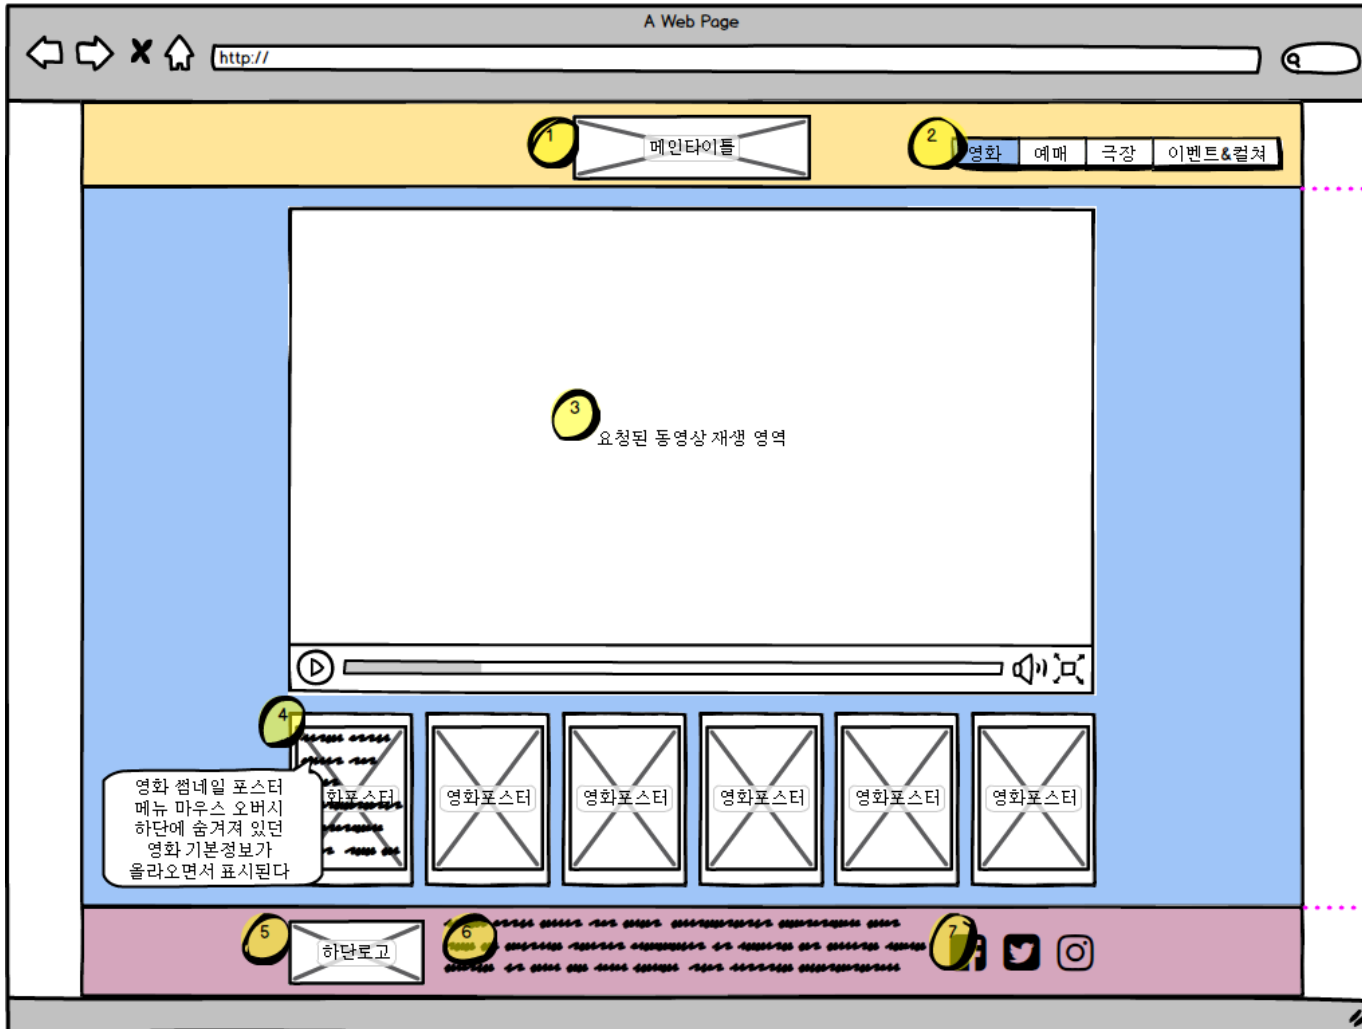 A Web Page
http://
1
메인타이틀
2
영화
예매
극장
이벤트&컬쳐
3
요청된 동영상 재생 영역
4
영화 썸네일 포스터
메뉴 마우스 오버시
하단에 숨겨져 있던
영화 기본정보가
올라오면서 표시된다
화포스터
영화포스터
영화포스터
영화포스터
영화포스터
영화포스터
5
하단로고
6
7